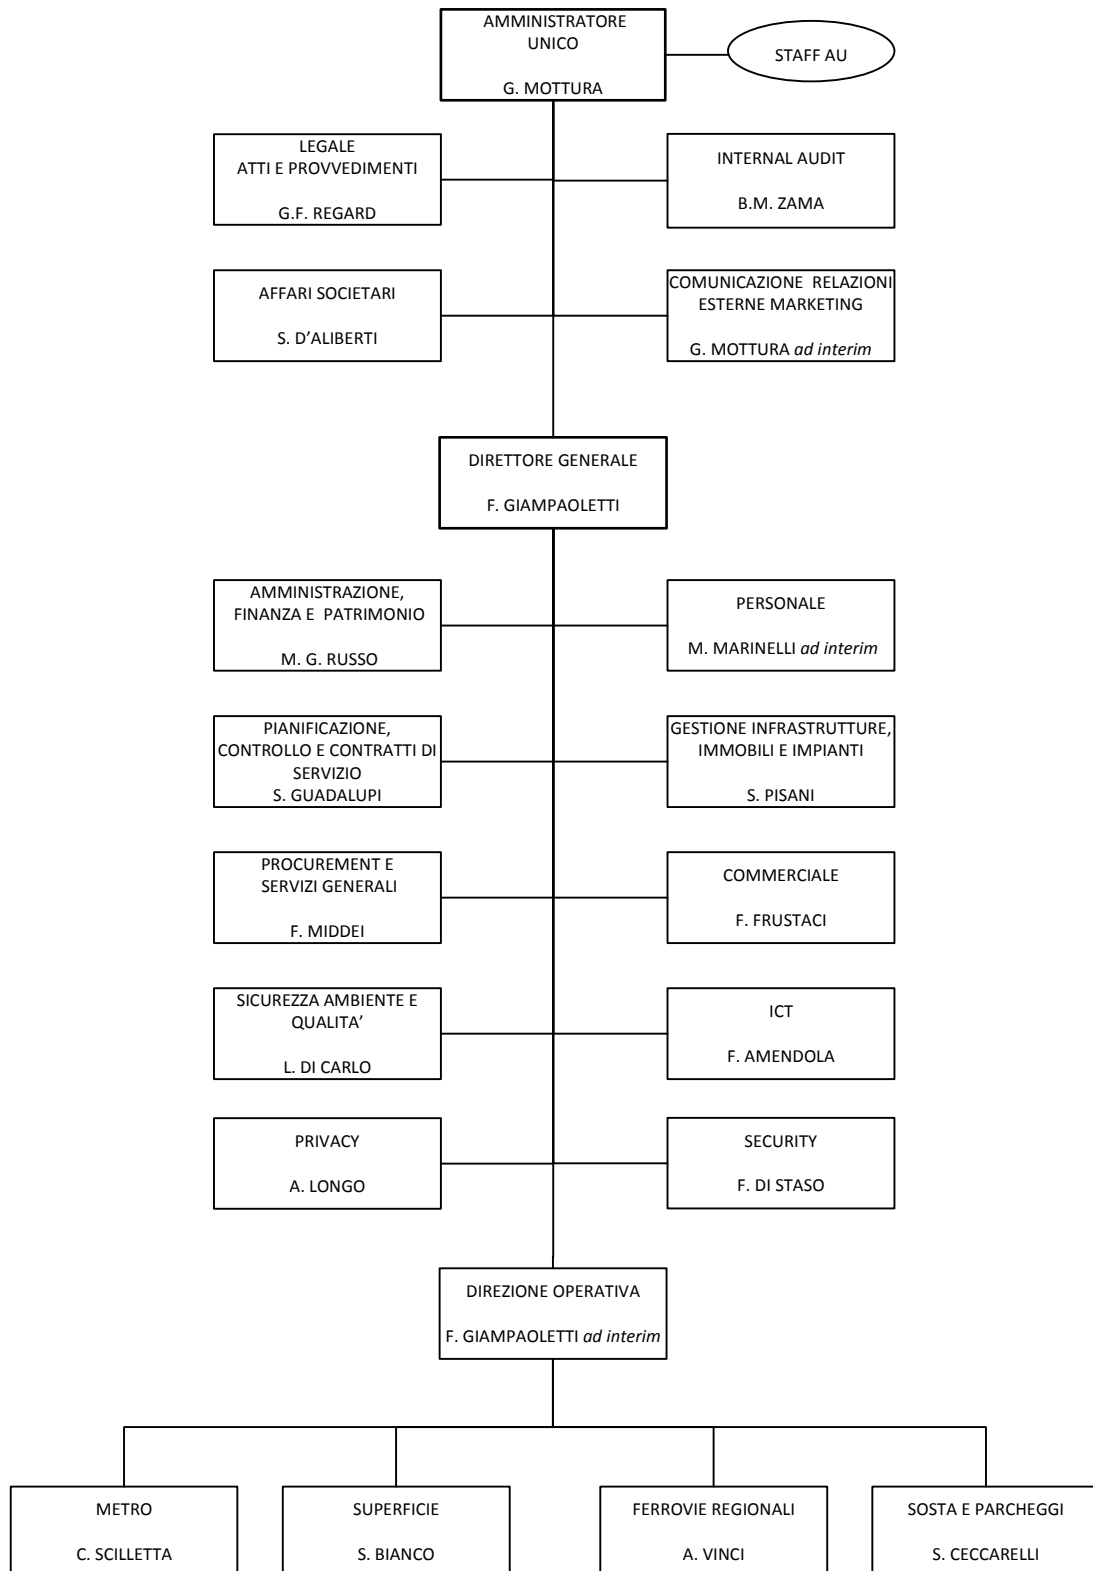 AMMINISTRATORE
UNICO
G. MOTTURA
STAFF AU
LEGALE
ATTI E PROVVEDIMENTI
G.F. REGARD
INTERNAL AUDIT
B.M. ZAMA
AFFARI SOCIETARI
S. D’ALIBERTI
COMUNICAZIONE RELAZIONI
ESTERNE MARKETING
G. MOTTURA ad interim
DIRETTORE GENERALE
F. GIAMPAOLETTI
AMMINISTRAZIONE,
FINANZA E PATRIMONIO
M. G. RUSSO
PERSONALE
M. MARINELLI ad interim
PIANIFICAZIONE,
CONTROLLO E CONTRATTI DI
SERVIZIO
S. GUADALUPI
GESTIONE INFRASTRUTTURE,
IMMOBILI E IMPIANTI
S. PISANI
PROCUREMENT E
SERVIZI GENERALI
F. MIDDEI
COMMERCIALE
F. FRUSTACI
SICUREZZA AMBIENTE E
QUALITA’
L. DI CARLO
ICT
F. AMENDOLA
PRIVACY
A. LONGO
SECURITY
F. DI STASO
DIREZIONE OPERATIVA
F. GIAMPAOLETTI ad interim
METRO
C. SCILLETTA
SUPERFICIE
S. BIANCO
FERROVIE REGIONALI
A. VINCI
SOSTA E PARCHEGGI
S. CECCARELLI